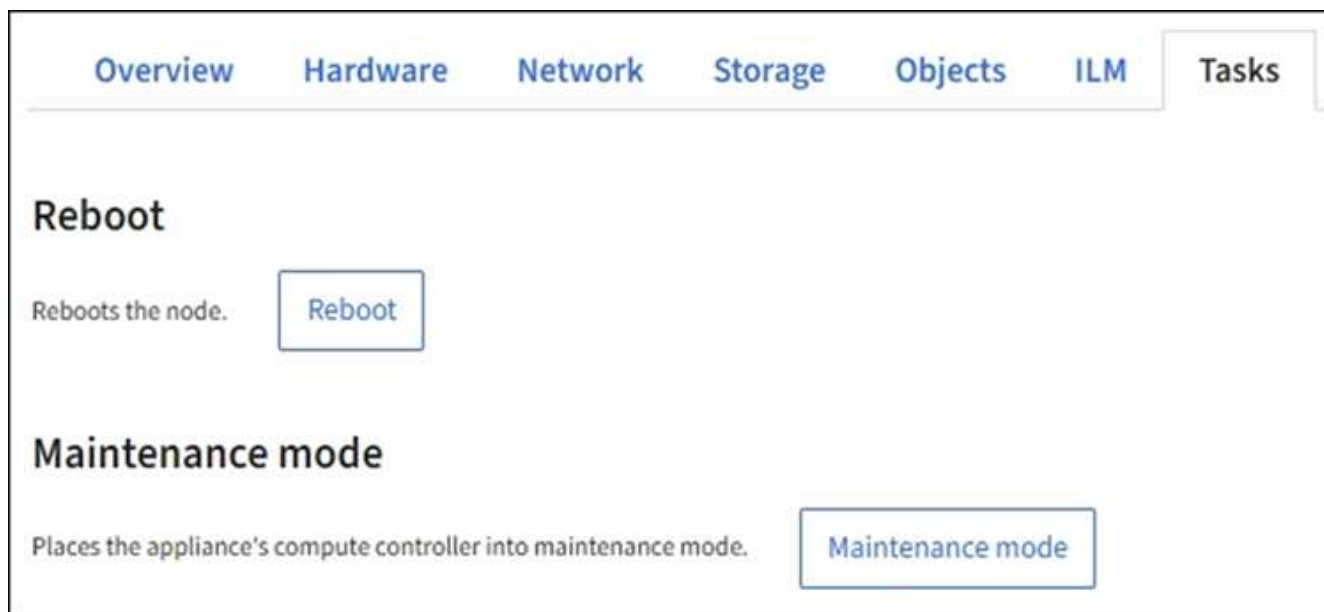 Overview Hardware Network Storage Objects ILM Tasks
Reboot
Reboots the node. Reboot
Maintenance mode
Places the appliance's compute controller into maintenance mode. Maintenance mode